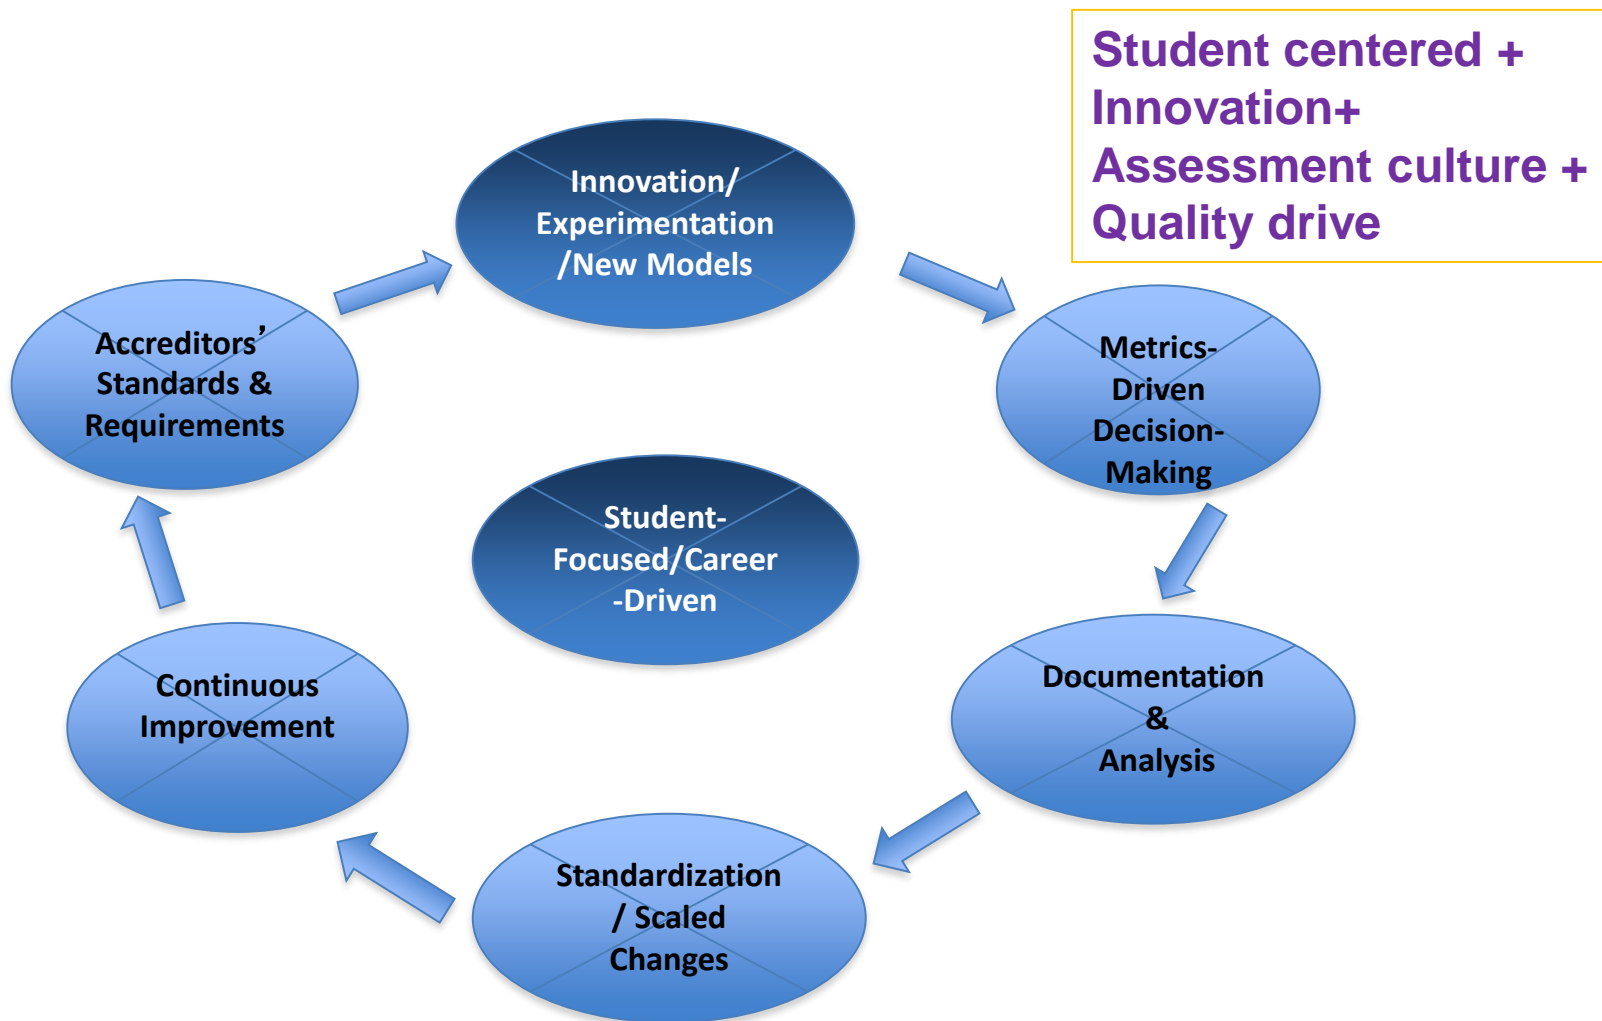 Student centered +
Innovation+
Assessment culture +
Quality drive
Innovation/
Experimentation
/New Models
Accreditors’
Standards &
Requirements
Metrics-
Driven
Decision-
Making
Student-
Focused/Career
-Driven
Continuous
Improvement
Documentation
&
Analysis
Standardization
/ Scaled
Changes